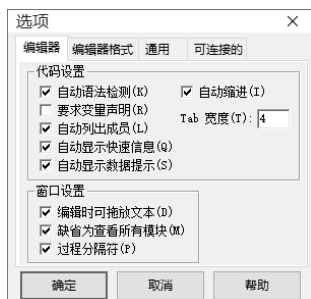 选项
编辑器 编辑器格式 通用 可连接的
代码设置
自动语法检测(K) 自动缩进(I)
要求变量声明(R) Tab 宽度(T): 4
自动列出成员(L)
自动显示快速信息(Q)
自动显示数据提示(S)
窗口设置
编辑时可拖放文本(D)
缺省为查看所有模块(M)
过程分隔符(P)
确定 取消 帮助